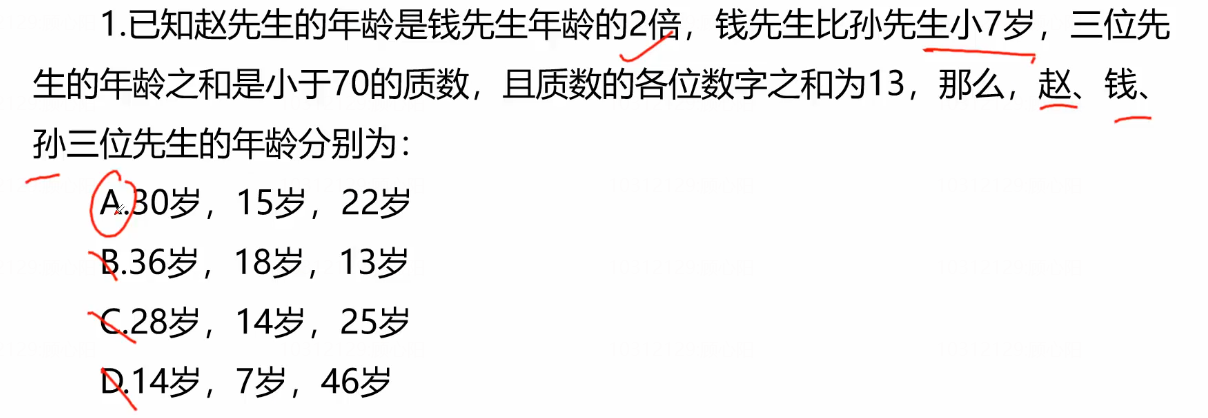 1.已知赵先生的年龄是钱先生年龄的2倍，钱先生比孙先生小7岁，三位先
生的年龄之和是小于70的质数，且质数的各位数字之和为13，那么，赵、钱、
孙三位先生的年龄分别为：
A.30岁，15岁，22岁
B.36岁，18岁，13岁
C.28岁，14岁，25岁
D.14岁，7岁，46岁